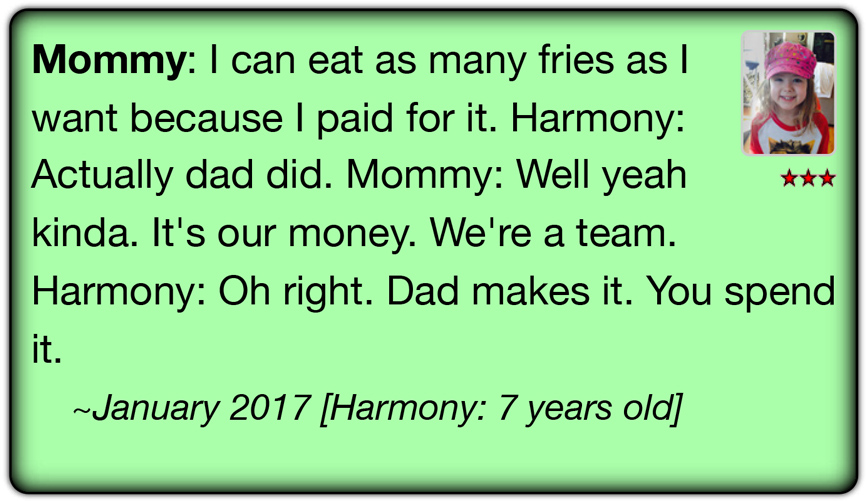 Mommy: I can eat as many fries as I
want because I paid for it. Harmony:
Actually dad did. Mommy: Well yeah
kinda. It's our money. We're a team.
Harmony: Oh right. Dad makes it. You spend
it.
~January 2017 [Harmony: 7 years old]